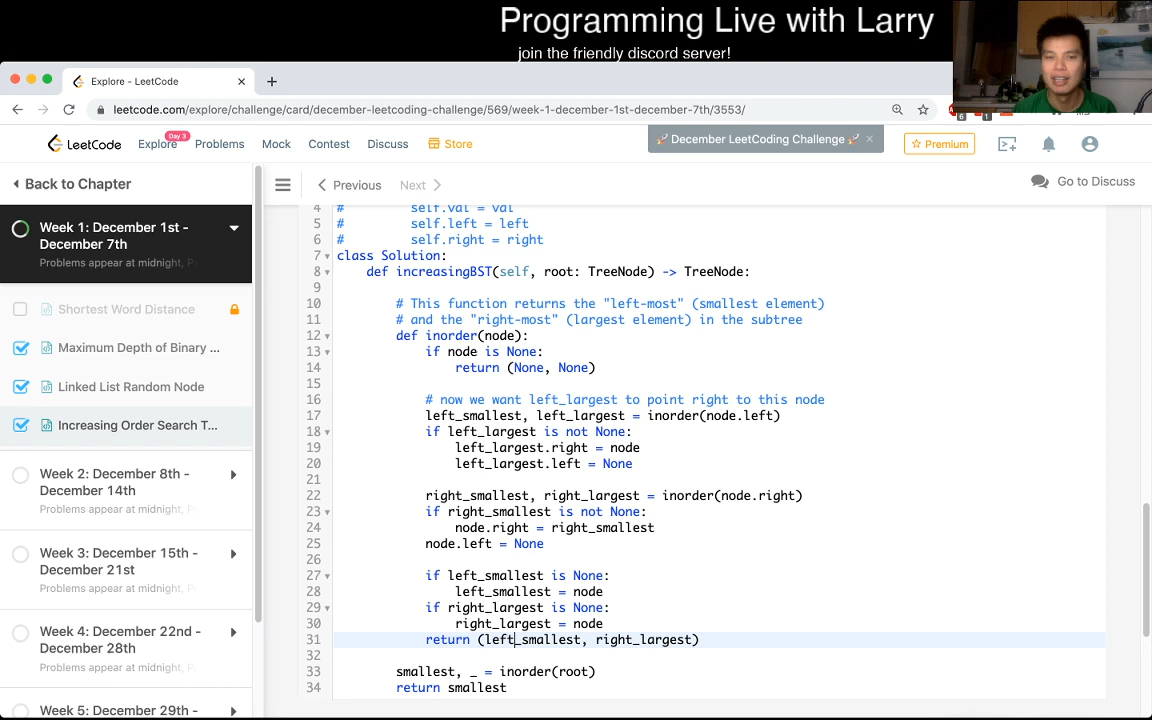 Programming Live with Larry
join the friendly discord server!
Explore - LeetCode
leetcode.com/explore/challenge/card/december-leetcoding-challenge/569/week-1-december-1st-december-7th/3553/
6
1
LeetCode
Explore
Day 3
Problems
Mock
Contest
Discuss
Store
🚀 December LeetCoding Challenge 🚀
Premium
Back to Chapter
Previous
Next
Go to Discuss
Week 1: December 1st -
December 7th
Problems appear at midnight, P
Shortest Word Distance
Maximum Depth of Binary ...
Linked List Random Node
Increasing Order Search T...
Week 2: December 8th -
December 14th
Problems appear at midnight, P
Week 3: December 15th -
December 21st
Problems appear at midnight, P
Week 4: December 22nd -
December 28th
Problems appear at midnight, P
Week 5: December 29th -
4 # self.val = val
5 # self.left = left
6 # self.right = right
7 class Solution:
8 def increasingBST(self, root: TreeNode) -> TreeNode:
9
10 # This function returns the "left-most" (smallest element)
11 # and the "right-most" (largest element) in the subtree
12 def inorder(node):
13 if node is None:
14 return (None, None)
15
16 # now we want left_largest to point right to this node
17 left_smallest, left_largest = inorder(node.left)
18 if left_largest is not None:
19 left_largest.right = node
20 left_largest.left = None
21
22 right_smallest, right_largest = inorder(node.right)
23 if right_smallest is not None:
24 node.right = right_smallest
25 node.left = None
26
27 if left_smallest is None:
28 left_smallest = node
29 if right_largest is None:
30 right_largest = node
31 return (left_smallest, right_largest)
32
33 smallest, _ = inorder(root)
34 return smallest